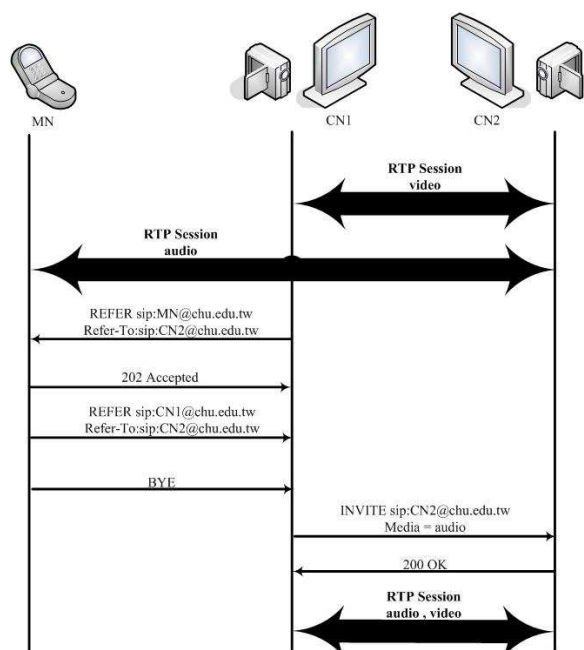 MN
CN1
CN2
RTP Session
video
RTP Session
audio
REFER sip:MN@chu.edu.tw
Refer-To:sip:CN2@chu.edu.tw
202 Accepted
REFER sip:CN1@chu.edu.tw
Refer-To:sip:CN2@chu.edu.tw
BYE
INVITE sip:CN2@chu.edu.tw
Media = audio
200 OK
RTP Session
audio , video